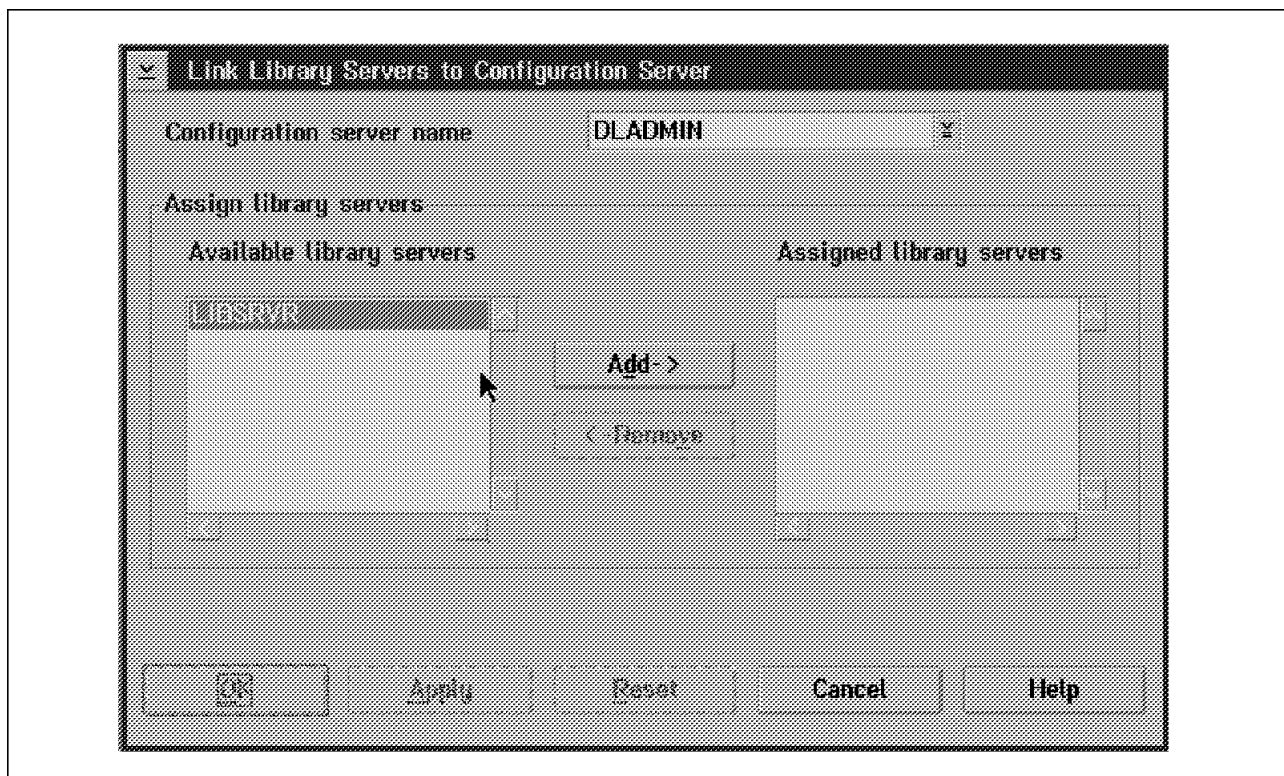 Link Library Servers to Configuration Server
Configuration server name DLADMIN
Assign library servers
Available library servers Assigned library servers
LIBSRVR
Add->
<-Remove
OK Apply Reset Cancel Help